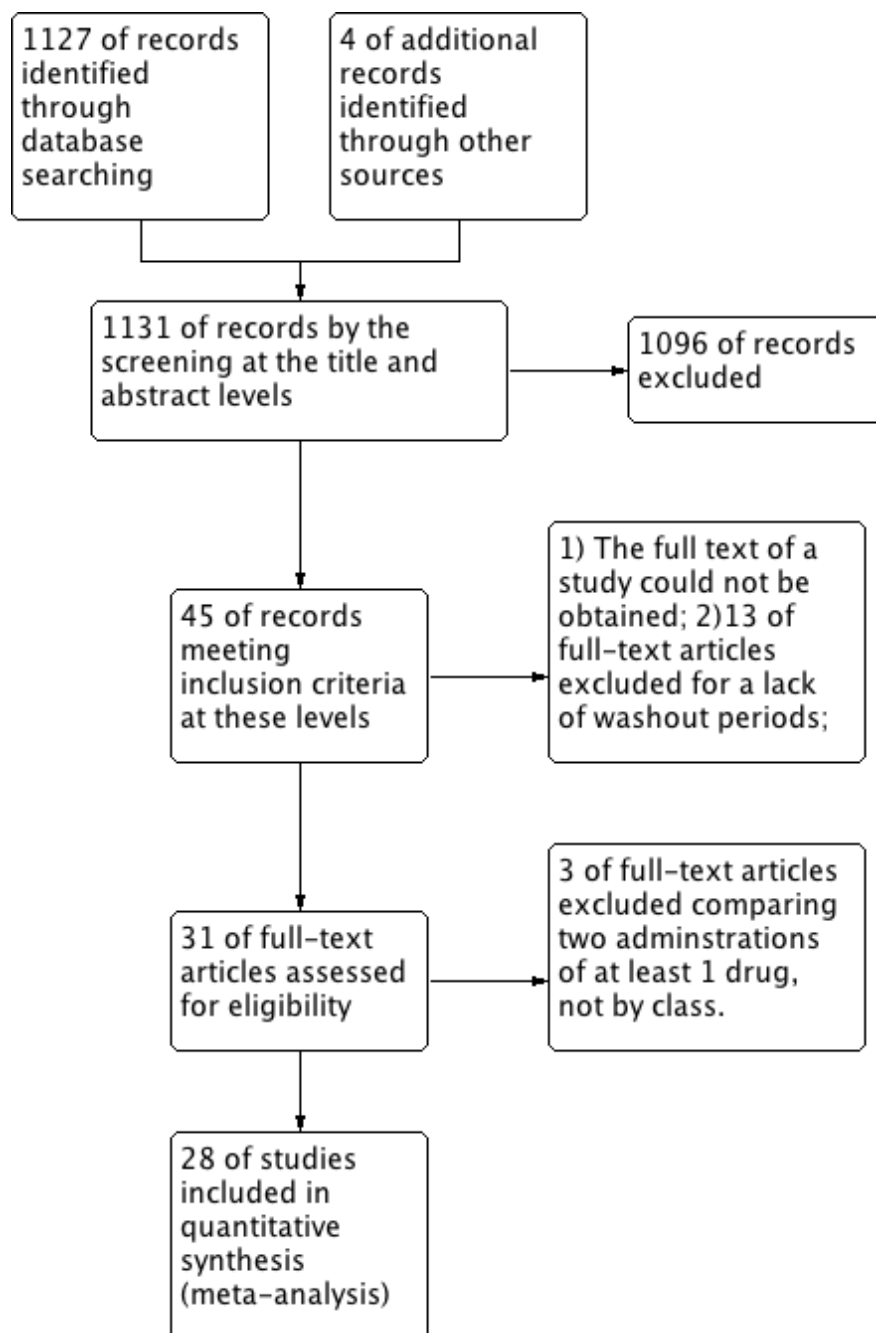 1127 of records
identified
through
database
searching
4 of additional
records
identified
through other
sources
1131 of records by the
screening at the title and
abstract levels
1096 of records
excluded
45 of records
meeting
inclusion criteria
at these levels
1) The full text of a
study could not be
obtained; 2)13 of
full-text articles
excluded for a lack
of washout periods;
31 of full-text
articles assessed
for eligibility
3 of full-text articles
excluded comparing
two adminstrations
of at least 1 drug,
not by class.
28 of studies
included in
quantitative
synthesis
(meta-analysis)